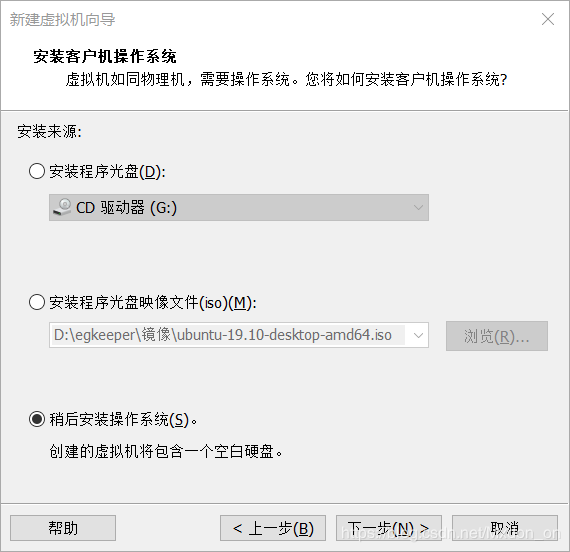 新建虚拟机向导
安装客户机操作系统
虚拟机如同物理机，需要操作系统。您将如何安装客户机操作系统?
安装来源:
安装程序光盘(D):
CD 驱动器 (G:)
安装程序光盘映像文件(iso)(M):
D:\egkeeper\镜像\ubuntu-19.10-desktop-amd64.iso
浏览(R)...
稍后安装操作系统(S)。
创建的虚拟机将包含一个空白硬盘。
帮助
< 上一步(B)
下一步(N) >
取消